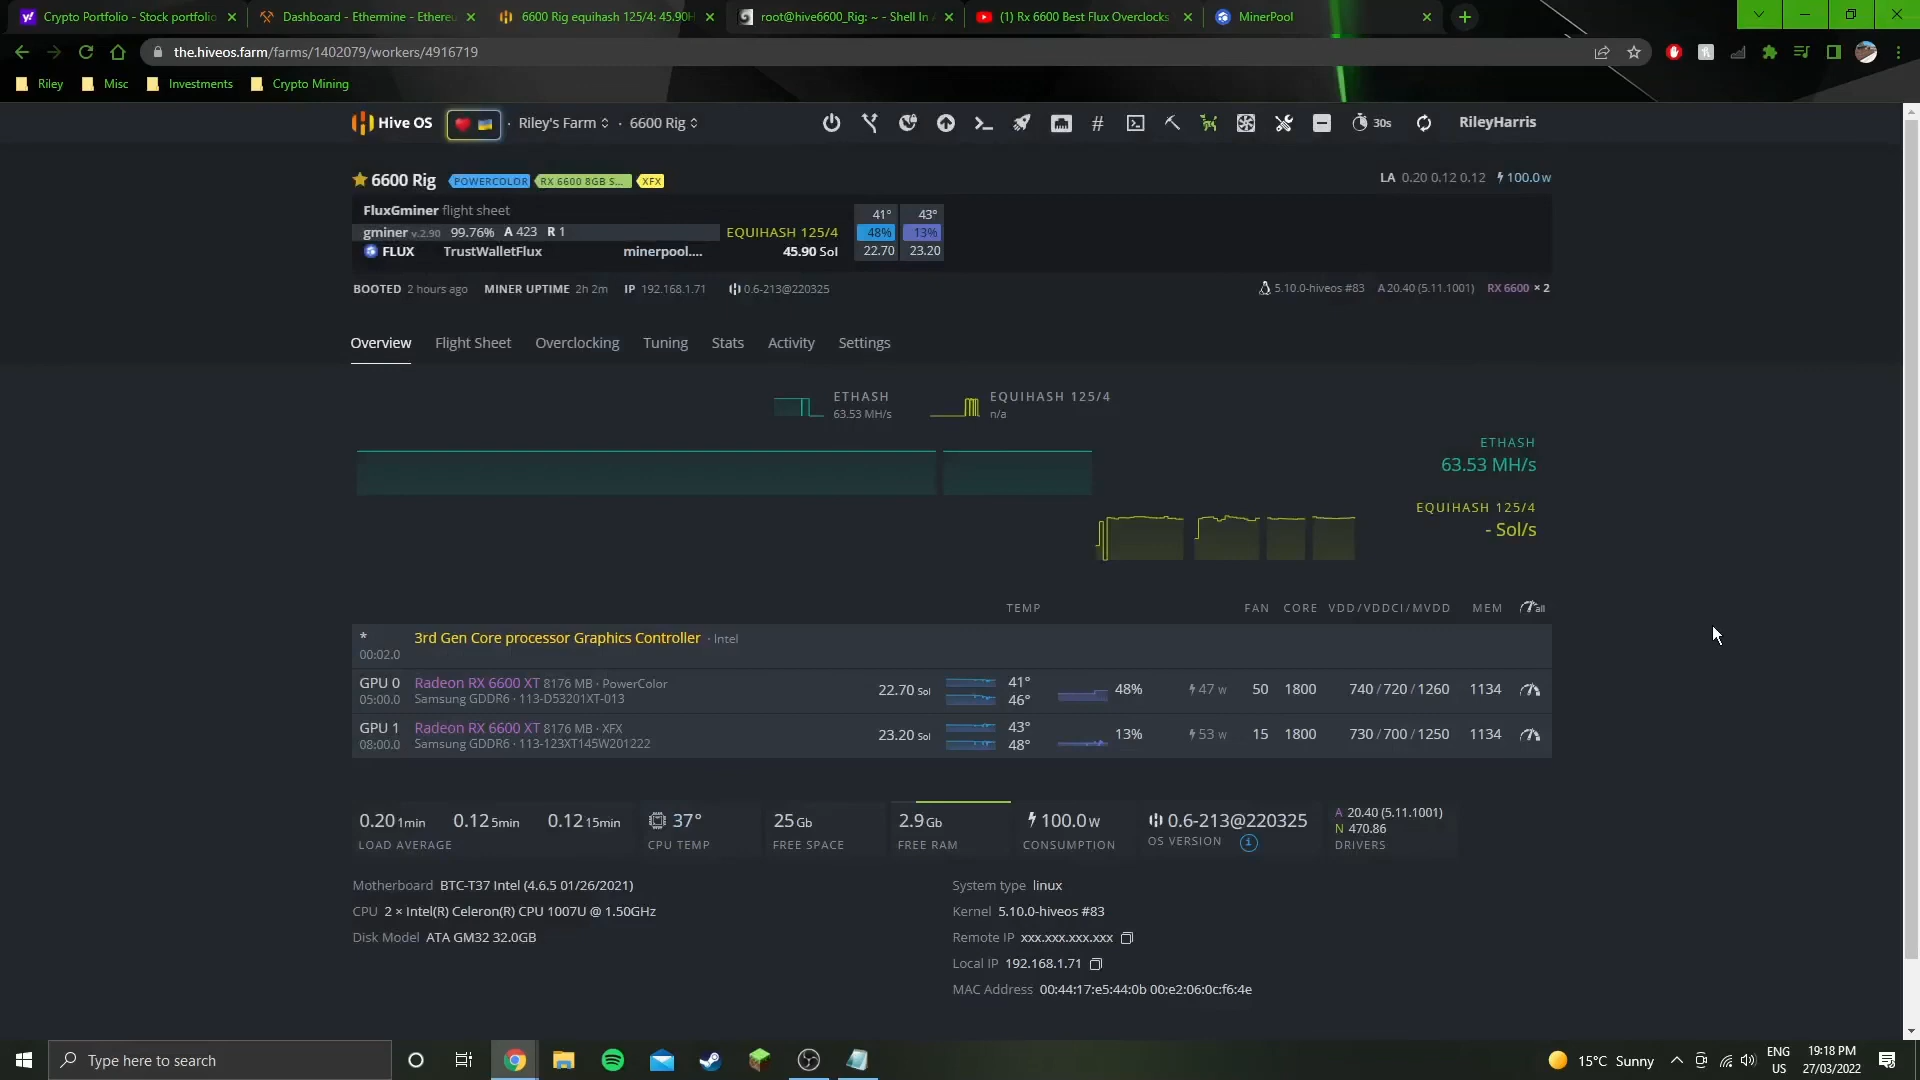 Crypto Portfolio - Stock portfolio
Dashboard - Ethermine - Ethereu
6600 Rig equihash 125/4: 45.90H
root@hive6600_Rig: ~ - Shell In A
(1) Rx 6600 Best Flux Overclocks
MinerPool
the.hiveos.farm/farms/1402079/workers/4916719
Riley Misc Investments Crypto Mining
Hive OS · Riley's Farm · 6600 Rig
30s
RileyHarris
6600 Rig POWERCOLOR RX 6600 8GB S... XFX
LA 0.20 0.12 0.12 100.0 W
FluxGminer flight sheet
gminer v.2.90 99.76% A 423 R 1
EQUIHASH 125/4
FLUX TrustWalletFlux minerpool....
45.90 Sol
41° 43°
48% 13%
22.70 23.20
BOOTED 2 hours ago MINER UPTIME 2h 2m IP 192.168.1.71 0.6-213@220325
5.10.0-hiveos #83 A 20.40 (5.11.1001) RX 6600 × 2
Overview Flight Sheet Overclocking Tuning Stats Activity Settings
ETHASH
63.53 MH/s
EQUIHASH 125/4
n/a
ETHASH
63.53 MH/s
EQUIHASH 125/4
- Sol/s
TEMP FAN CORE VDD/VDDCI/MVDD MEM all
* 3rd Gen Core processor Graphics Controller · Intel
00:02.0
GPU 0 Radeon RX 6600 XT 8176 MB · PowerColor
05:00.0 Samsung GDDR6 · 113-D53201XT-013
22.70 Sol 41° 46° 48% 47 W 50 1800 740/720/1260 1134
GPU 1 Radeon RX 6600 XT 8176 MB · XFX
08:00.0 Samsung GDDR6 · 113-123XT145W201222
23.20 Sol 43° 48° 13% 53 W 15 1800 730/700/1250 1134
0.20 1min 0.12 5min 0.12 15min
LOAD AVERAGE
37°
CPU TEMP
25 Gb
FREE SPACE
2.9 Gb
FREE RAM
100.0 W
CONSUMPTION
0.6-213@220325
OS VERSION
A 20.40 (5.11.1001)
N 470.86
DRIVERS
Motherboard BTC-T37 Intel (4.6.5 01/26/2021)
CPU 2 × Intel(R) Celeron(R) CPU 1007U @ 1.50GHz
Disk Model ATA GM32 32.0GB
System type linux
Kernel 5.10.0-hiveos #83
Remote IP xxx.xxx.xxx.xxx
Local IP 192.168.1.71
MAC Address 00:44:17:e5:44:0b 00:e2:06:0c:f6:4e
Type here to search
15°C Sunny
ENG
US
19:18 PM
27/03/2022